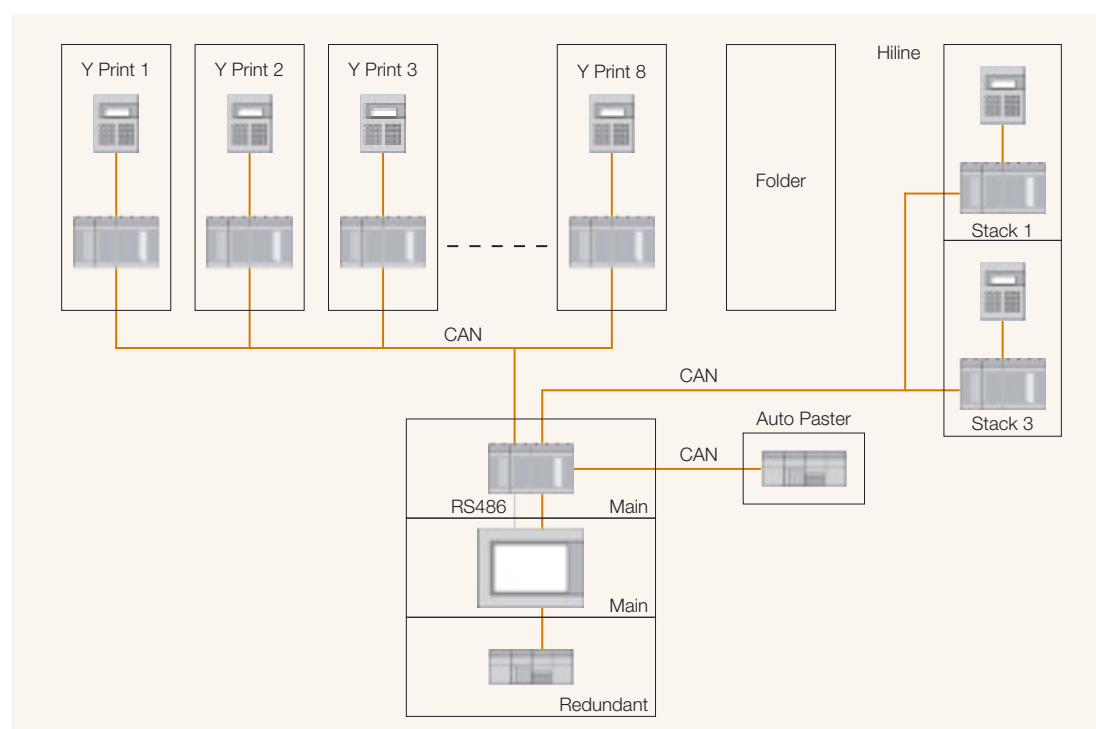 Y Print 1
Y Print 2
Y Print 3
Y Print 8
Folder
Hiline
Stack 1
Stack 3
CAN
CAN
Auto Paster
CAN
RS486
Main
Main
Redundant